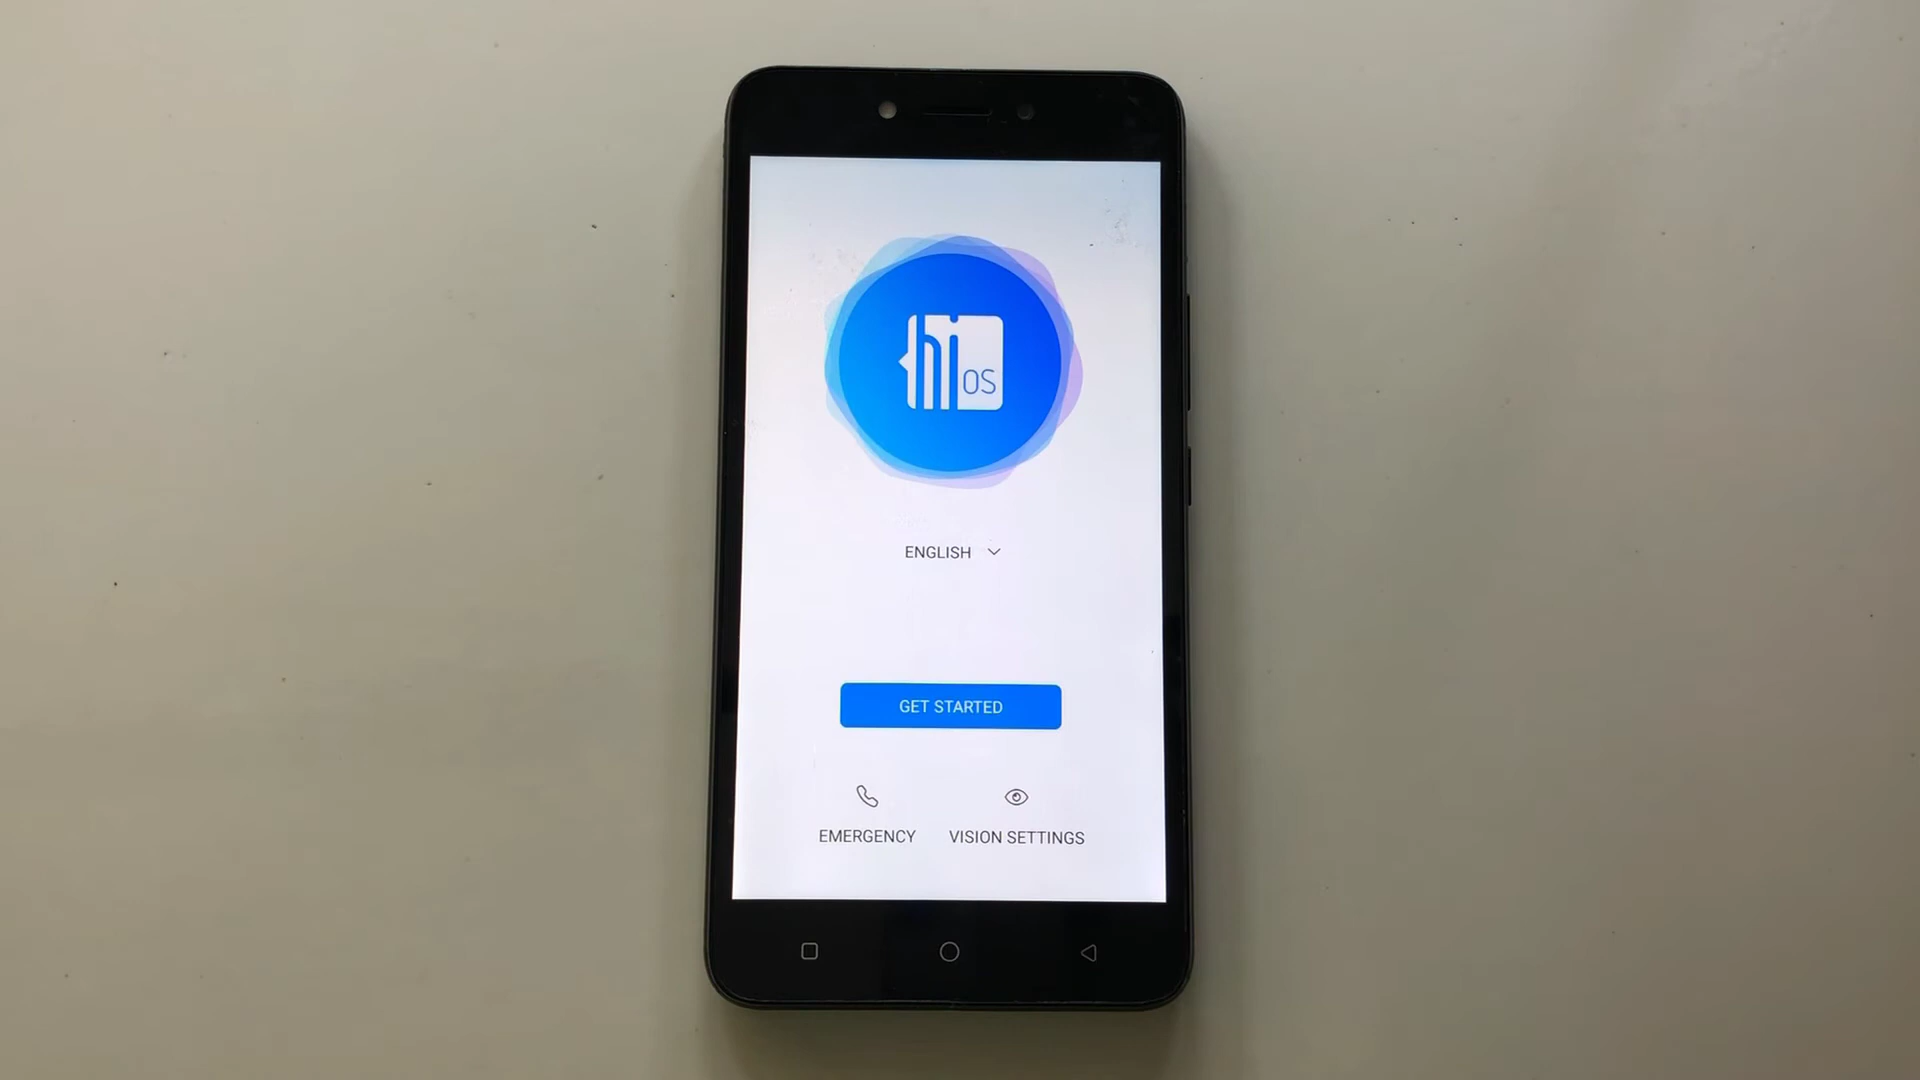 hi
OS
ENGLISH
GET STARTED
EMERGENCY
VISION SETTINGS